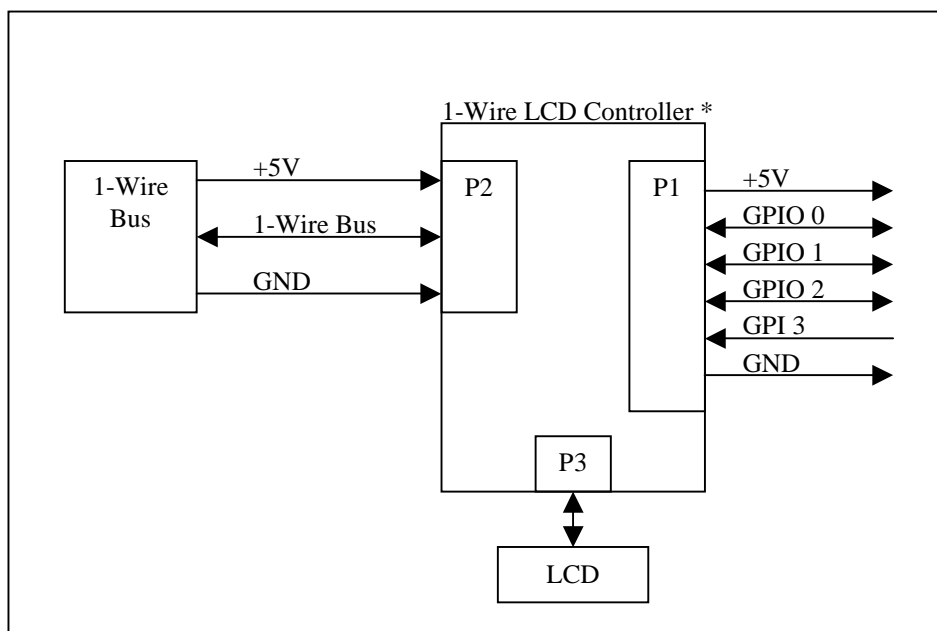 1-Wire LCD Controller *
1-Wire
Bus
+5V
1-Wire Bus
GND
P2
P1
+5V
GPIO 0
GPIO 1
GPIO 2
GPI 3
GND
P3
LCD